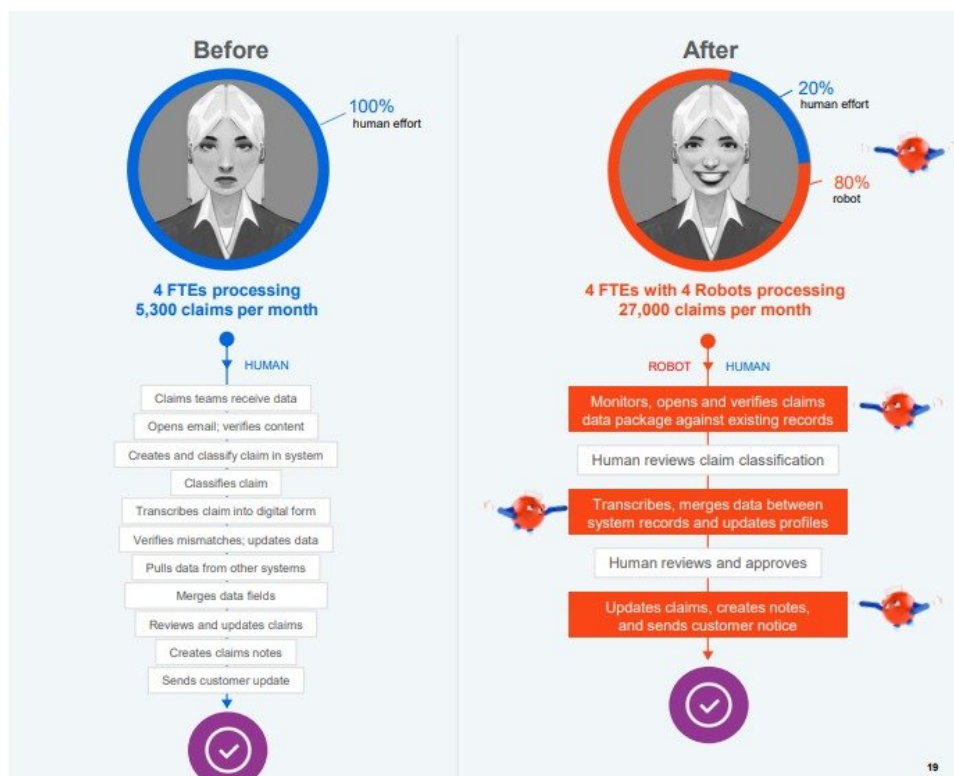 Before
100%
human effort
4 FTEs processing
5,300 claims per month
HUMAN
Claims teams receive data
Opens email; verifies content
Creates and classify claim in system
Classifies claim
Transcribes claim into digital form
Verifies mismatches; updates data
Pulls data from other systems
Merges data fields
Reviews and updates claims
Creates claims notes
Sends customer update
After
20%
human effort
80%
robot
4 FTEs with 4 Robots processing
27,000 claims per month
ROBOT HUMAN
Monitors, opens and verifies claims
data package against existing records
Human reviews claim classification
Transcribes, merges data between
system records and updates profiles
Human reviews and approves
Updates claims, creates notes,
and sends customer notice
19